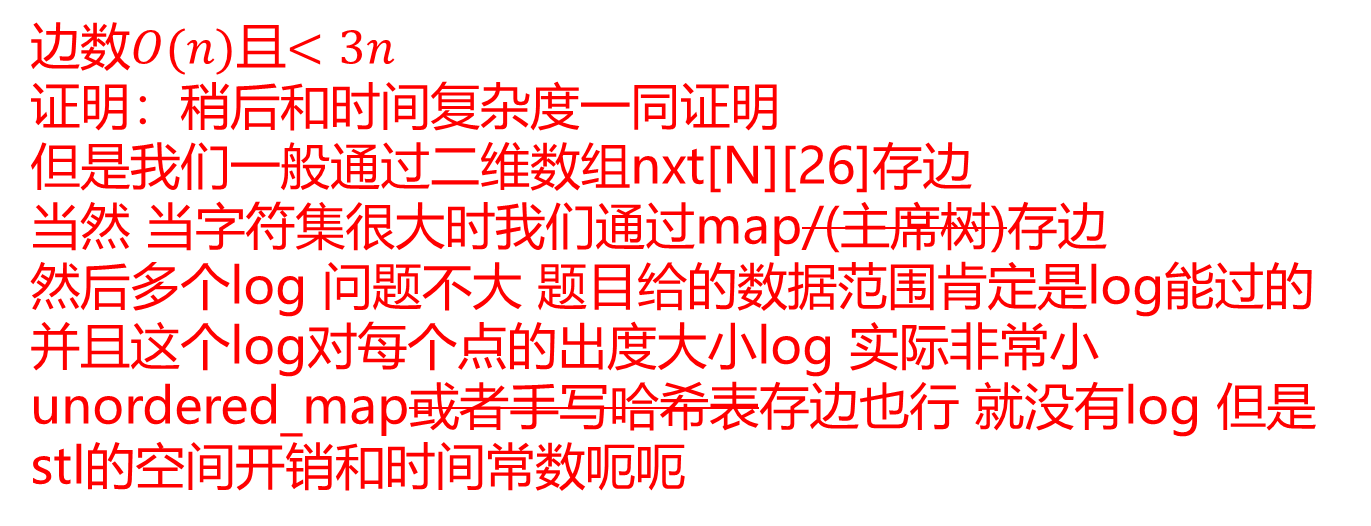 边数O(n)且< 3n
证明：稍后和时间复杂度一同证明
但是我们一般通过二维数组nxt[N][26]存边
当然 当字符集很大时我们通过map/(主席树)存边
然后多个log 问题不大 题目给的数据范围肯定是log能过的
并且这个log对每个点的出度大小log 实际非常小
unordered_map或者手写哈希表存边也行 就没有log 但是
stl的空间开销和时间常数呃呃